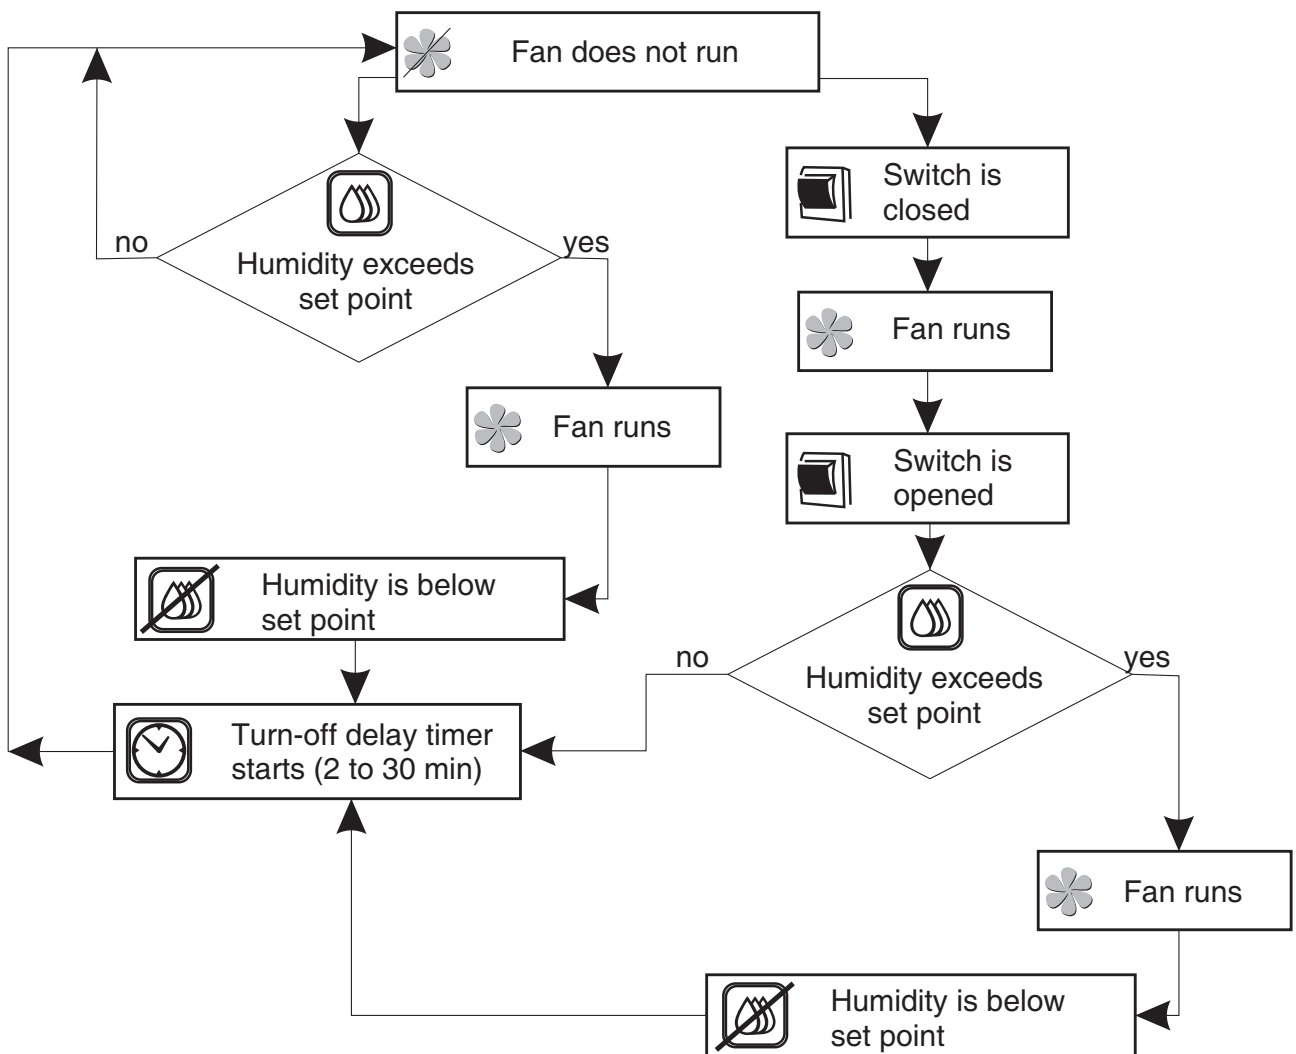 Fan does not run
Switch is
closed
no
yes
Humidity exceeds
set point
Fan runs
Fan runs
Switch is
opened
Humidity is below
set point
no
yes
Humidity exceeds
set point
Turn-off delay timer
starts (2 to 30 min)
Fan runs
Humidity is below
set point